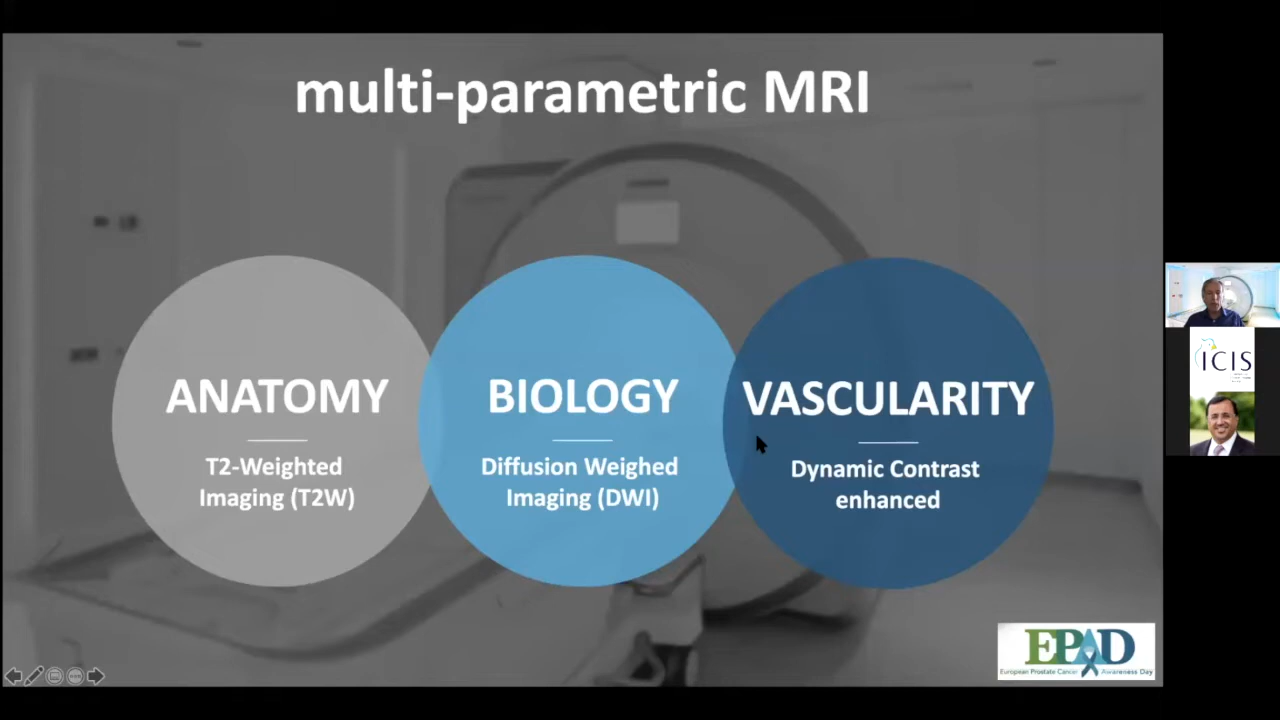 multi-parametric MRI
ANATOMY
T2-Weighted
Imaging (T2W)
BIOLOGY
Diffusion Weighed
Imaging (DWI)
VASCULARITY
Dynamic Contrast
enhanced
ICIS
EPAD
European Prostate Cancer Awareness Day